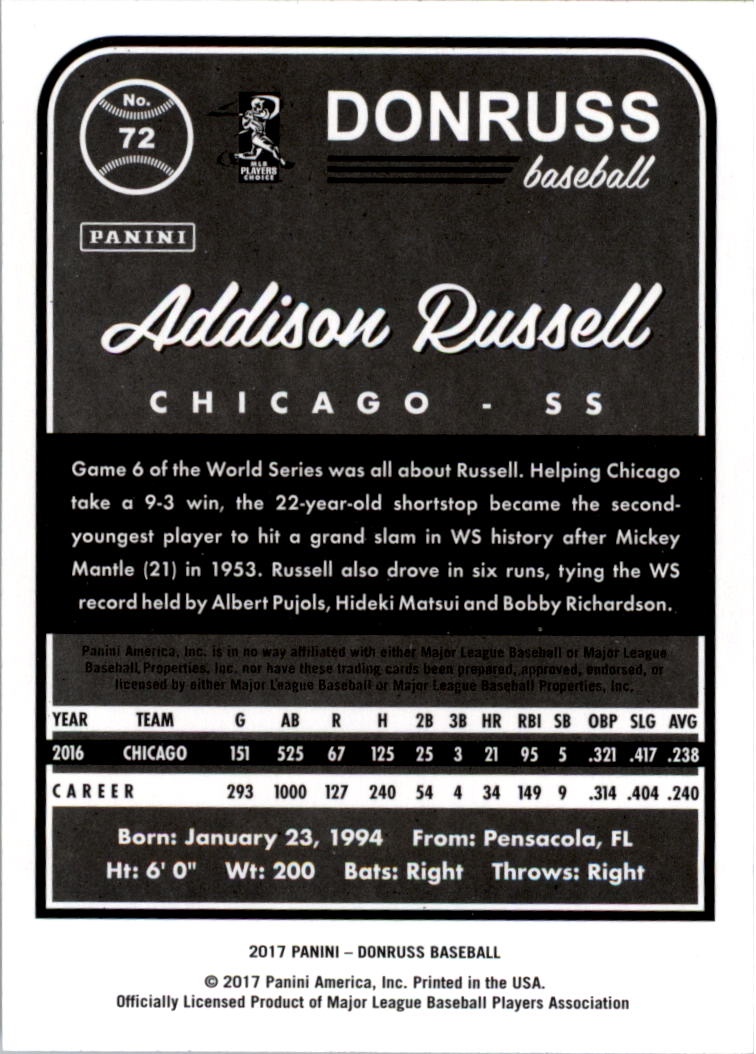 No.
72
MLB
PLAYERS
CHOICE
DONRUSS
baseball
PANINI
Addison Russell
CHICAGO - SS
Game 6 of the World Series was all about Russell. Helping Chicago
take a 9-3 win, the 22-year-old shortstop became the second-
youngest player to hit a grand slam in WS history after Mickey
Mantle (21) in 1953. Russell also drove in six runs, tying the WS
record held by Albert Pujols, Hideki Matsui and Bobby Richardson.
Panini America, Inc. is in no way affiliated with either Major League Baseball or Major League
Baseball Properties, Inc. nor have these trading cards been prepared, approved, endorsed, or
licensed by either Major League Baseball or Major League Baseball Properties, Inc.
YEAR TEAM G AB R H 2B 3B HR RBI SB OBP SLG AVG
2016 CHICAGO 151 525 67 125 25 3 21 95 5 .321 .417 .238
CAREER 293 1000 127 240 54 4 34 149 9 .314 .404 .240
Born: January 23, 1994 From: Pensacola, FL
Ht: 6' 0" Wt: 200 Bats: Right Throws: Right
2017 PANINI – DONRUSS BASEBALL
© 2017 Panini America, Inc. Printed in the USA.
Officially Licensed Product of Major League Baseball Players Association